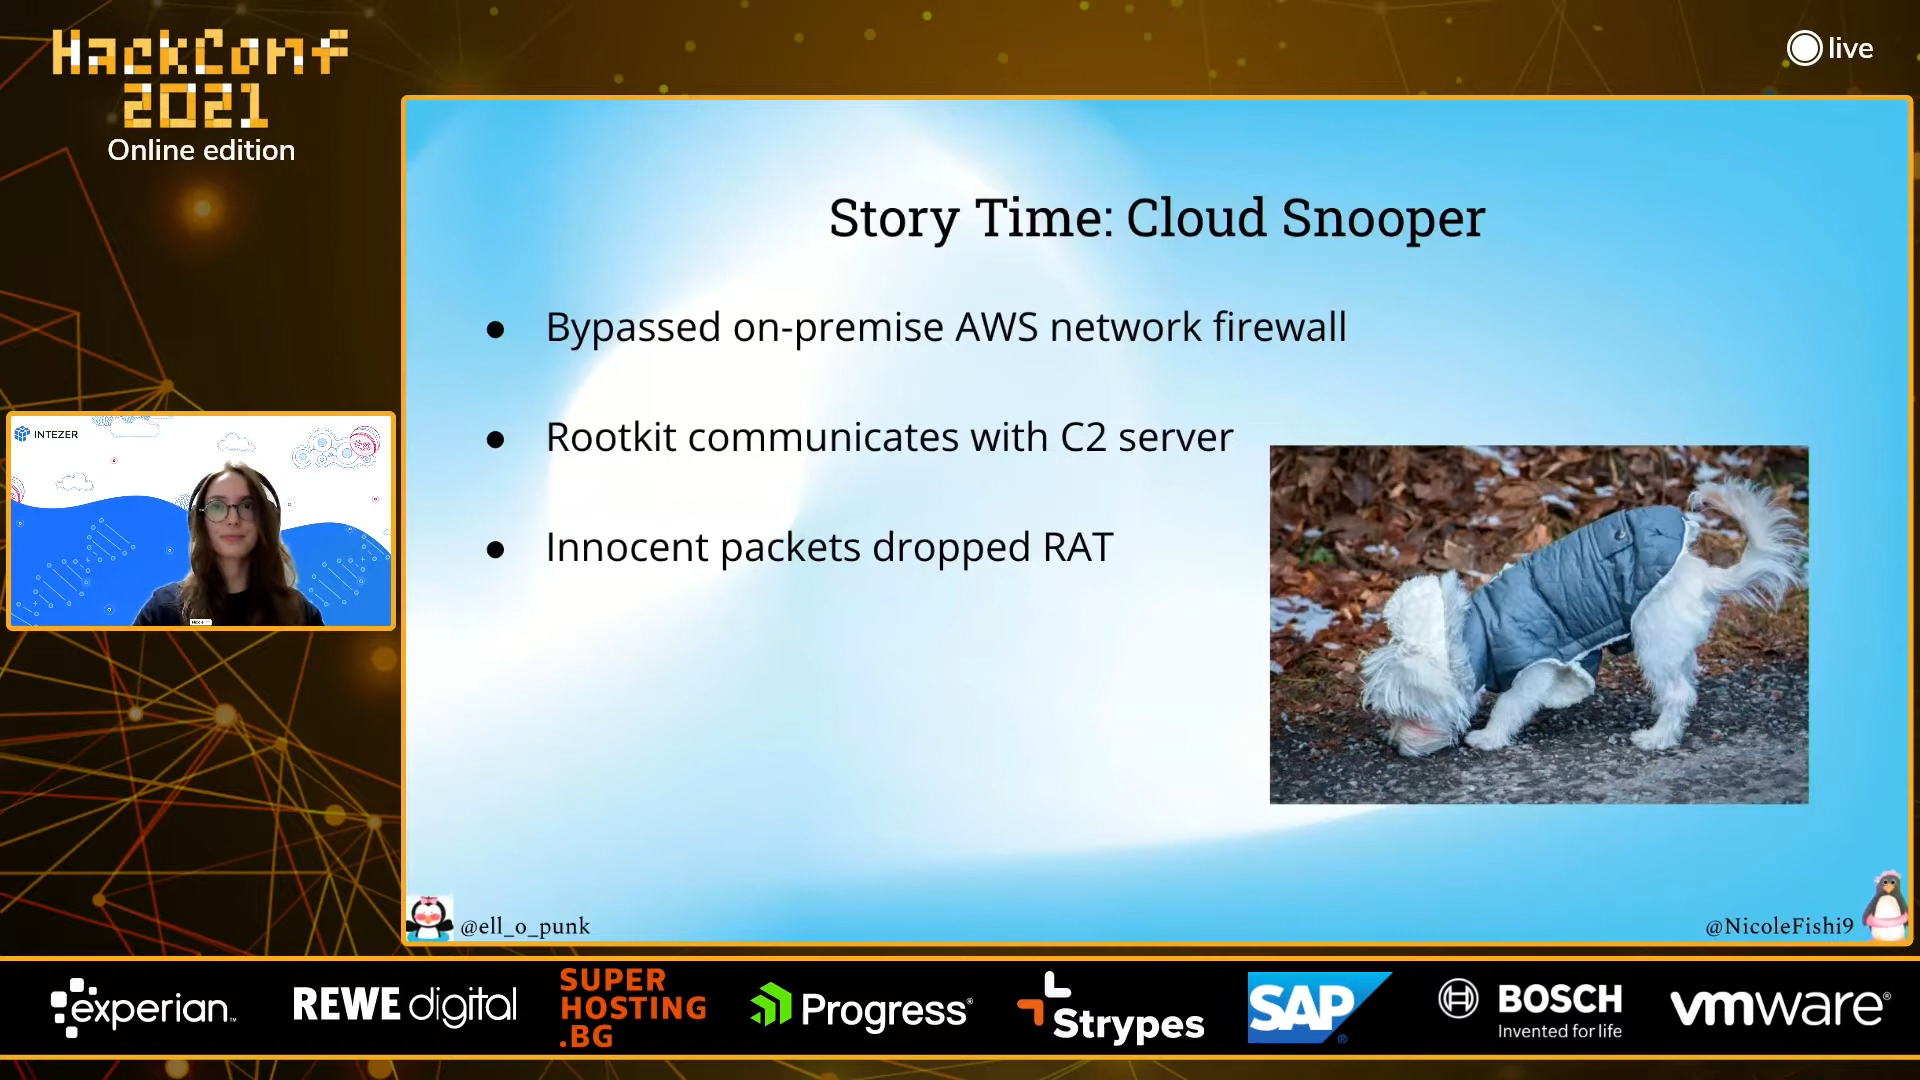 HackConf
2021
Online edition
live
INTEZER
Story Time: Cloud Snooper
● Bypassed on-premise AWS network firewall
● Rootkit communicates with C2 server
● Innocent packets dropped RAT
@ell_o_punk
@NicoleFishi9
experian™
REWE digital
SUPER
HOSTING
.BG
Progress®
Strypes
SAP®
BOSCH
Invented for life
vmware®